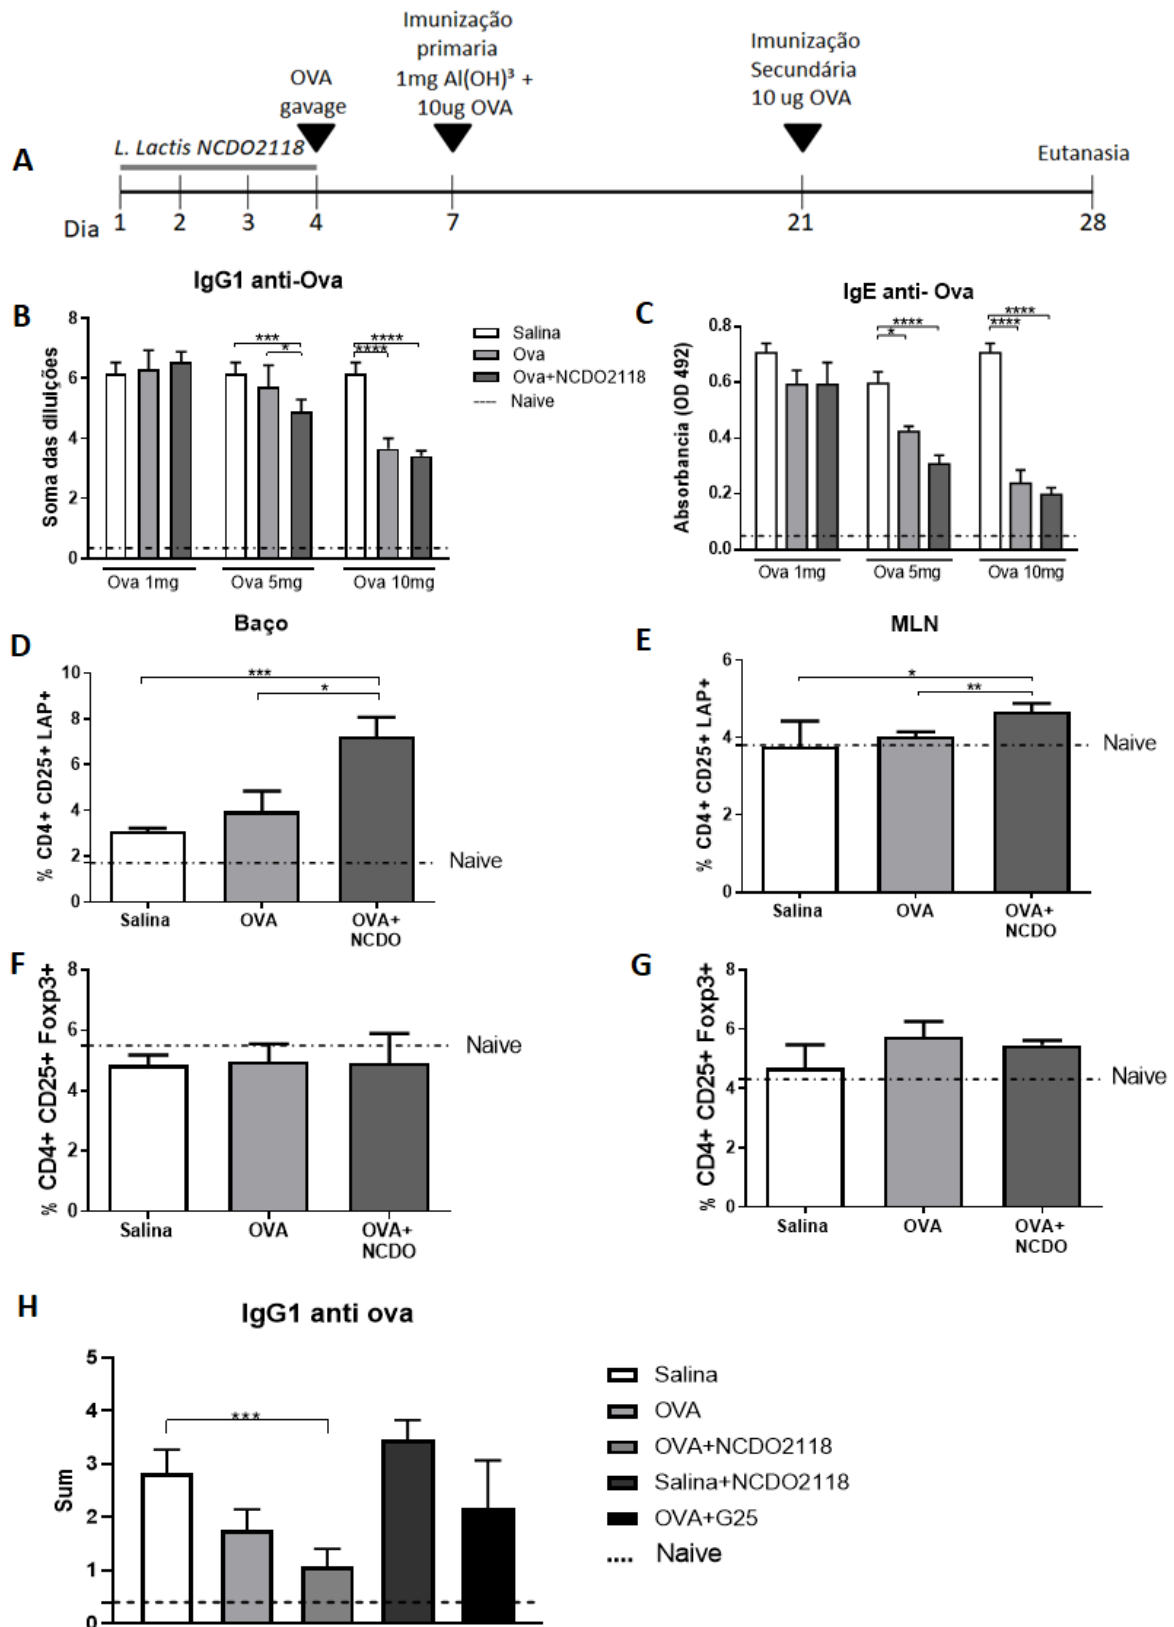 Imunização
primaria
1mg Al(OH)³ +
10ug OVA
Imunização
Secundária
10 ug OVA
OVA
gavage
A
L. Lactis NCDO2118
Eutanasia
Dia 1 2 3 4 7 21 28
IgG1 anti-Ova
B
Soma das diluições
8
6
4
2
0
*** * **** ****
Ova 1mg Ova 5mg Ova 10mg
Salina
Ova
Ova+NCDO2118
---- Naive
IgE anti- Ova
C
Absorbancia (OD 492)
0.8
0.6
0.4
0.2
0.0
**** * **** ****
Ova 1mg Ova 5mg Ova 10mg
Baço
D
% CD4+ CD25+ LAP+
10
8
6
4
2
0
***
*
Naive
Salina OVA OVA+
NCDO
MLN
E
% CD4+ CD25+ LAP+
6
4
2
0
*
**
Naive
Salina OVA OVA+
NCDO
F
% CD4+ CD25+ Foxp3+
8
6
4
2
0
Naive
Salina OVA OVA+
NCDO
G
% CD4+ CD25+ Foxp3+
8
6
4
2
0
Naive
Salina OVA OVA+
NCDO
H
IgG1 anti ova
Sum
5
4
3
2
1
0
***
Salina
OVA
OVA+NCDO2118
Salina+NCDO2118
OVA+G25
.... Naive